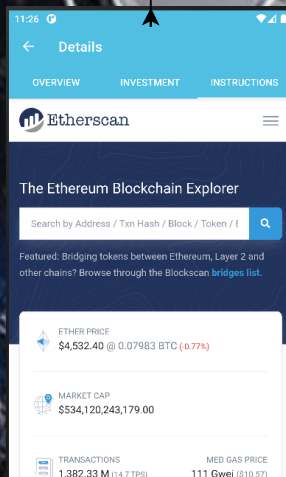 11:26
Details
OVERVIEW INVESTMENT INSTRUCTIONS
Etherscan
The Ethereum Blockchain Explorer
Search by Address / Txn Hash / Block / Token / E
Featured: Bridging tokens between Ethereum, Layer 2 and
other chains? Browse through the Blockscan bridges list.
ETHER PRICE
$4,532.40 @ 0.07983 BTC (-0.77%)
MARKET CAP
$534,120,243,179.00
TRANSACTIONS MED GAS PRICE
1,382.33 M (14.7 TPS) 111 Gwei ($10.57)